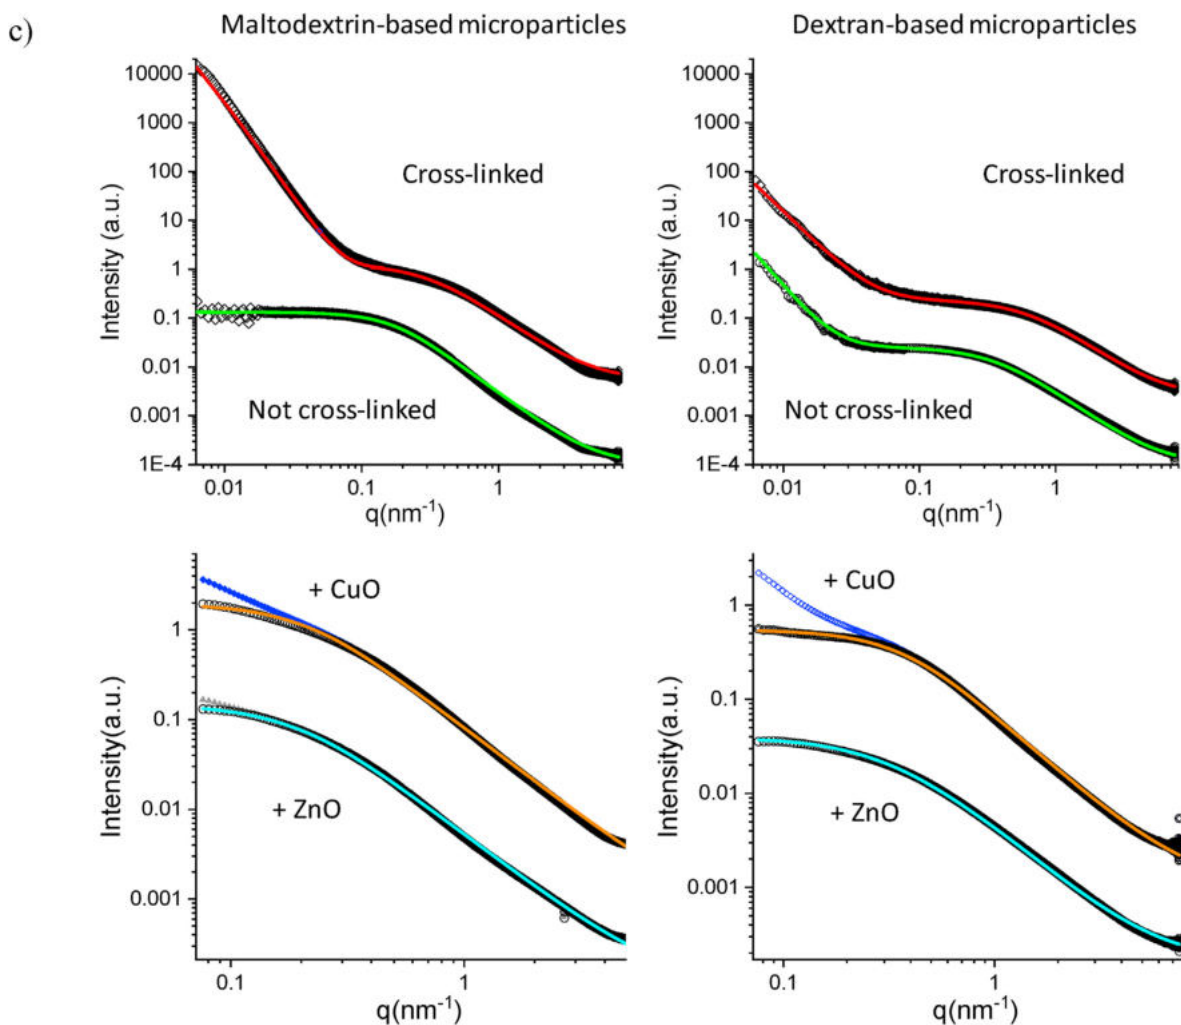 c)
Maltodextrin-based microparticles
Dextran-based microparticles
10000
1000
100
10
1
0.1
0.01
0.001
1E-4
Intensity (a.u.)
Cross-linked
Not cross-linked
0.01
0.1
1
q(nm⁻¹)
10000
1000
100
10
1
0.1
0.01
0.001
1E-4
Intensity (a.u.)
Cross-linked
Not cross-linked
0.01
0.1
1
q(nm⁻¹)
1
0.1
0.01
0.001
Intensity(a.u.)
+ CuO
+ ZnO
0.1
1
q(nm⁻¹)
1
0.1
0.01
0.001
Intensity(a.u.)
+ CuO
+ ZnO
0.1
1
q(nm⁻¹)